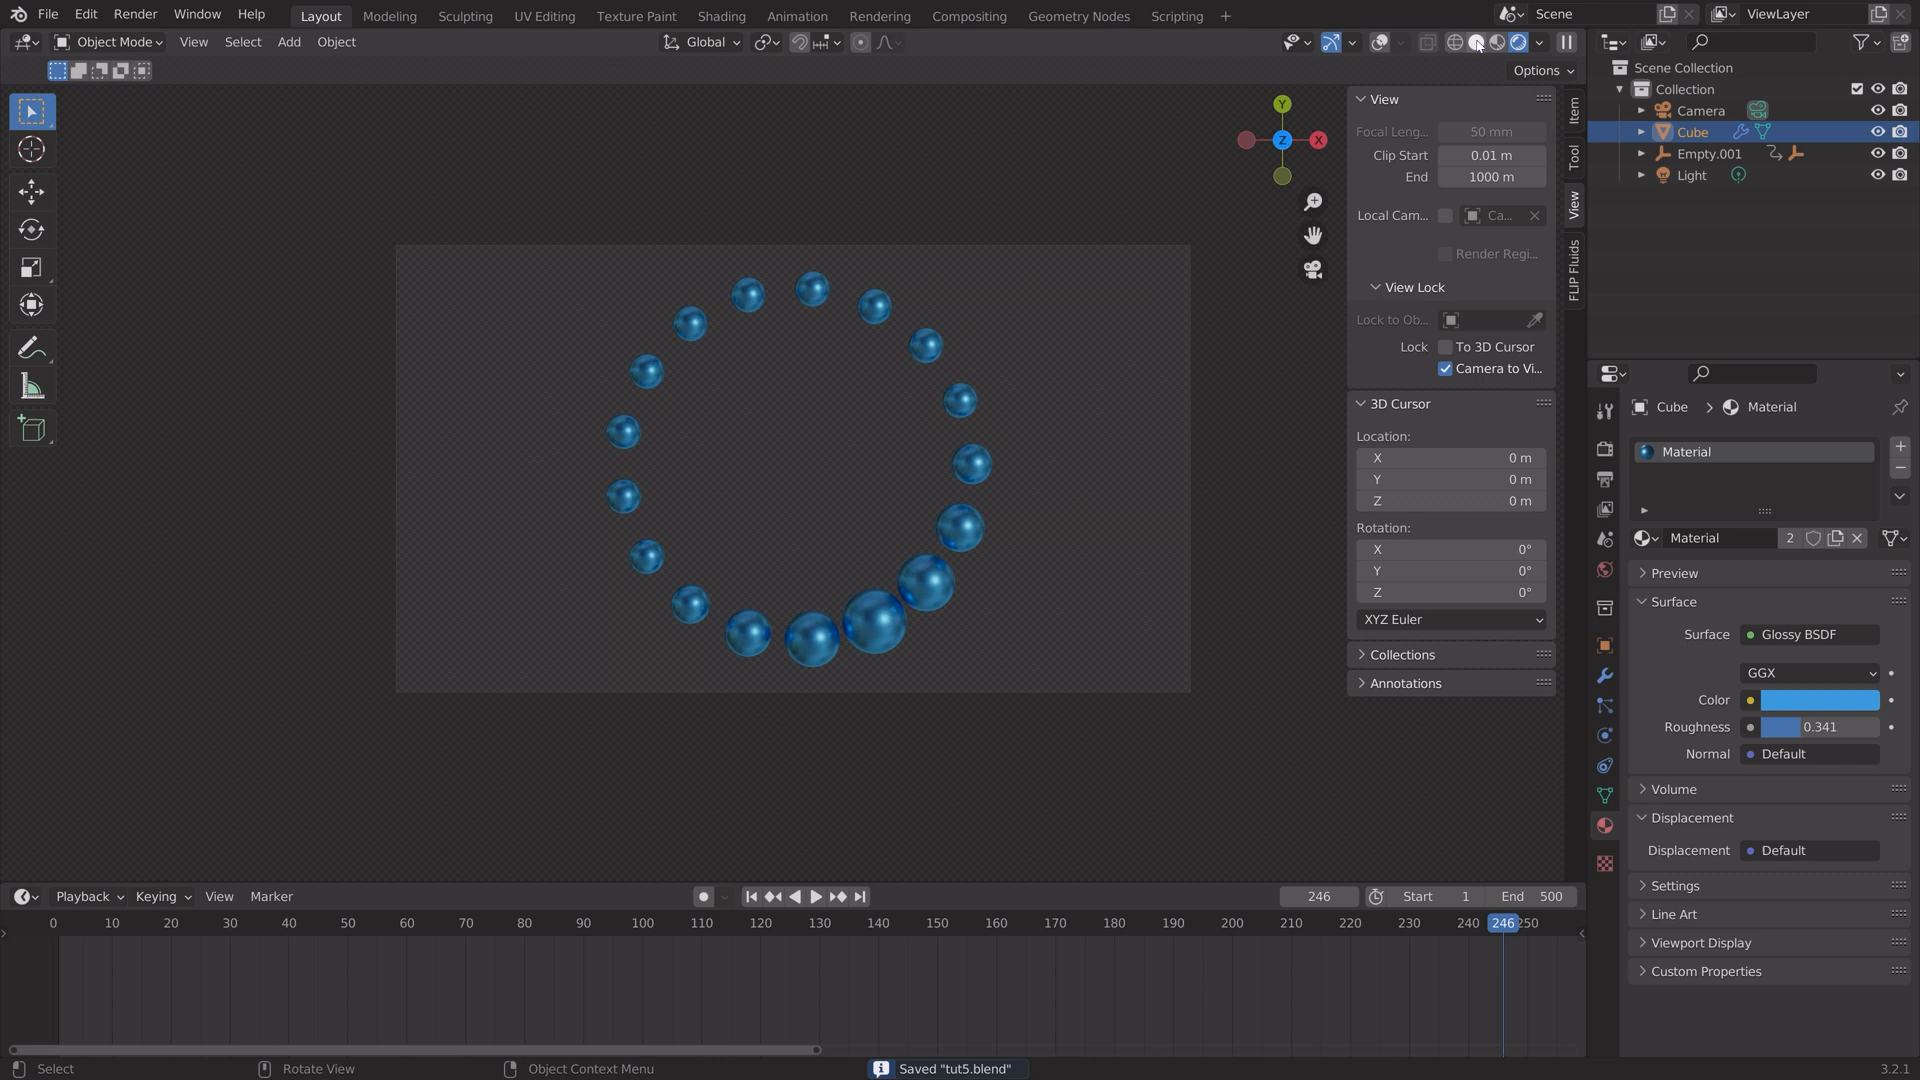 File Edit Render Window Help Layout Modeling Sculpting UV Editing Texture Paint Shading Animation Rendering Compositing Geometry Nodes Scripting + Scene ViewLayer
Object Mode View Select Add Object Global
Options
Scene Collection
Collection
Camera
Cube
Empty.001
Light
Y
Z
X
View
Focal Leng... 50 mm
Clip Start 0.01 m
End 1000 m
Local Cam... Ca...
Render Regi...
View Lock
Lock to Ob...
Lock To 3D Cursor
Camera to Vi...
3D Cursor
Location:
X 0 m
Y 0 m
Z 0 m
Rotation:
X 0°
Y 0°
Z 0°
XYZ Euler
Collections
Annotations
Item
Tool
View
FLIP Fluids
Cube Material
Material
Material 2
Preview
Surface
Surface Glossy BSDF
GGX
Color
Roughness 0.341
Normal Default
Volume
Displacement
Displacement Default
Settings
Line Art
Viewport Display
Custom Properties
Playback Keying View Marker 246 Start 1 End 500
0 10 20 30 40 50 60 70 80 90 100 110 120 130 140 150 160 170 180 190 200 210 220 230 240 246 250
Select Rotate View Object Context Menu Saved "tut5.blend" 3.2.1